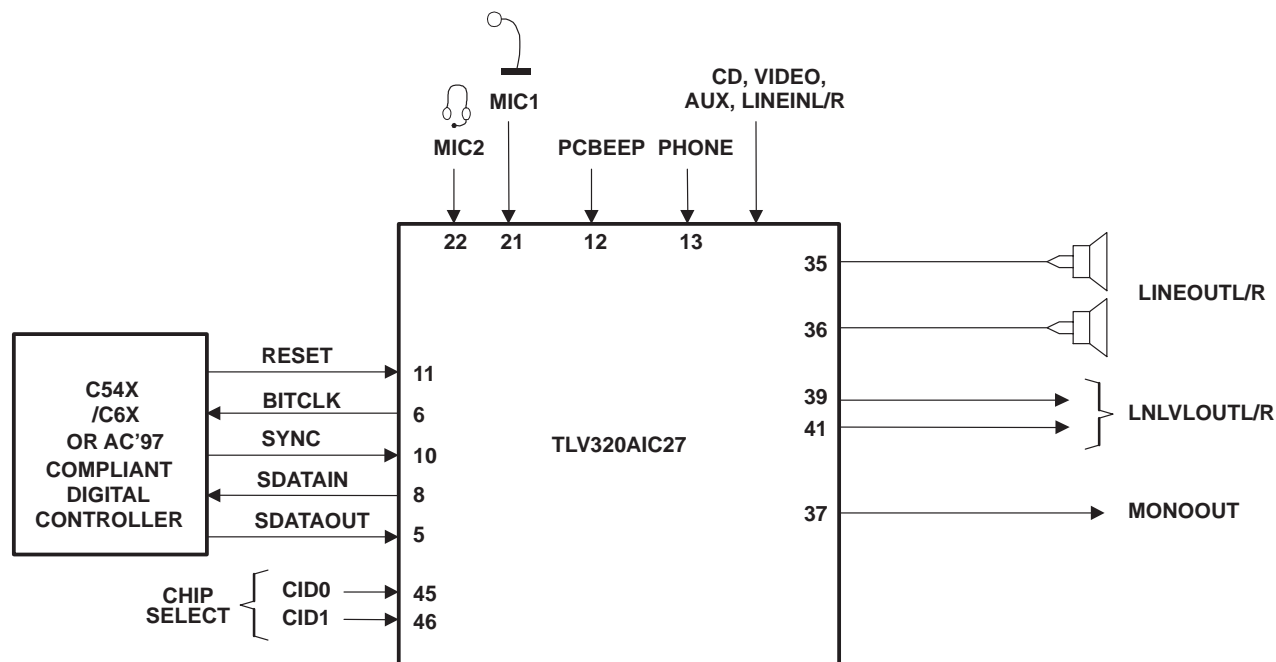 CD, VIDEO,
AUX, LINEINL/R
MIC1
MIC2
PCBEEP
PHONE
22
21
12
13
35
LINEOUTL/R
36
RESET
11
C54X
/C6X
OR AC'97
COMPLIANT
DIGITAL
CONTROLLER
BITCLK
6
SYNC
10
SDATAIN
8
SDATAOUT
5
TLV320AIC27
39
41
LNLVLOUTL/R
37
MONOOUT
CHIP
SELECT
CID0
45
CID1
46